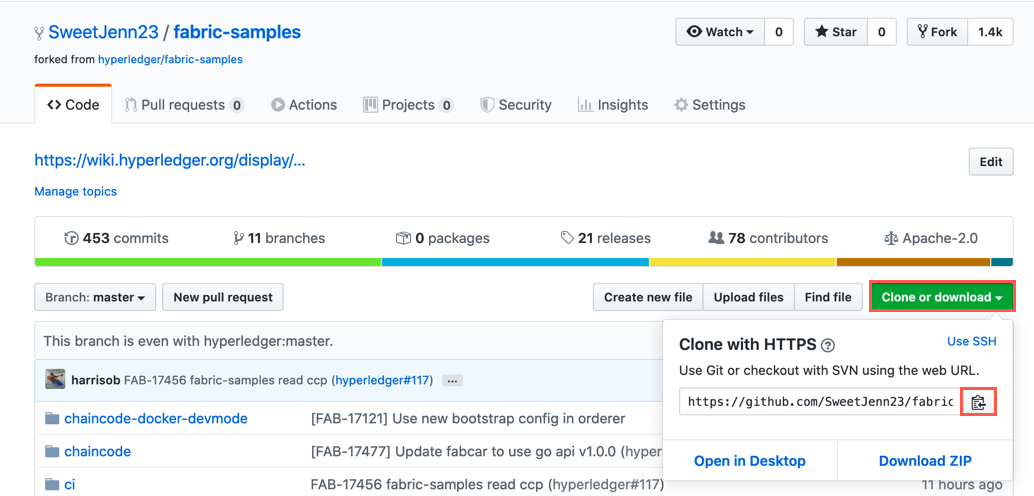 SweetJenn23 / fabric-samples
Watch 0 Star 0 Fork 1.4k
forked from hyperledger/fabric-samples
Code Pull requests 0 Actions Projects 0 Security Insights Settings
https://wiki.hyperledger.org/display/...
Edit
Manage topics
453 commits 11 branches 0 packages 21 releases 78 contributors Apache-2.0
Branch: master New pull request Create new file Upload files Find file Clone or download
This branch is even with hyperledger:master.
harrisob FAB-17456 fabric-samples read ccp (hyperledger#117) ...
chaincode-docker-devmode [FAB-17121] Use new bootstrap config in orderer
chaincode [FAB-17477] Update fabcar to use go api v1.0.0 (hyper
ci FAB-17456 fabric-samples read ccp (hyperledger#117) 11 hours ago
Clone with HTTPS ? Use SSH
Use Git or checkout with SVN using the web URL.
https://github.com/SweetJenn23/fabric
Open in Desktop Download ZIP